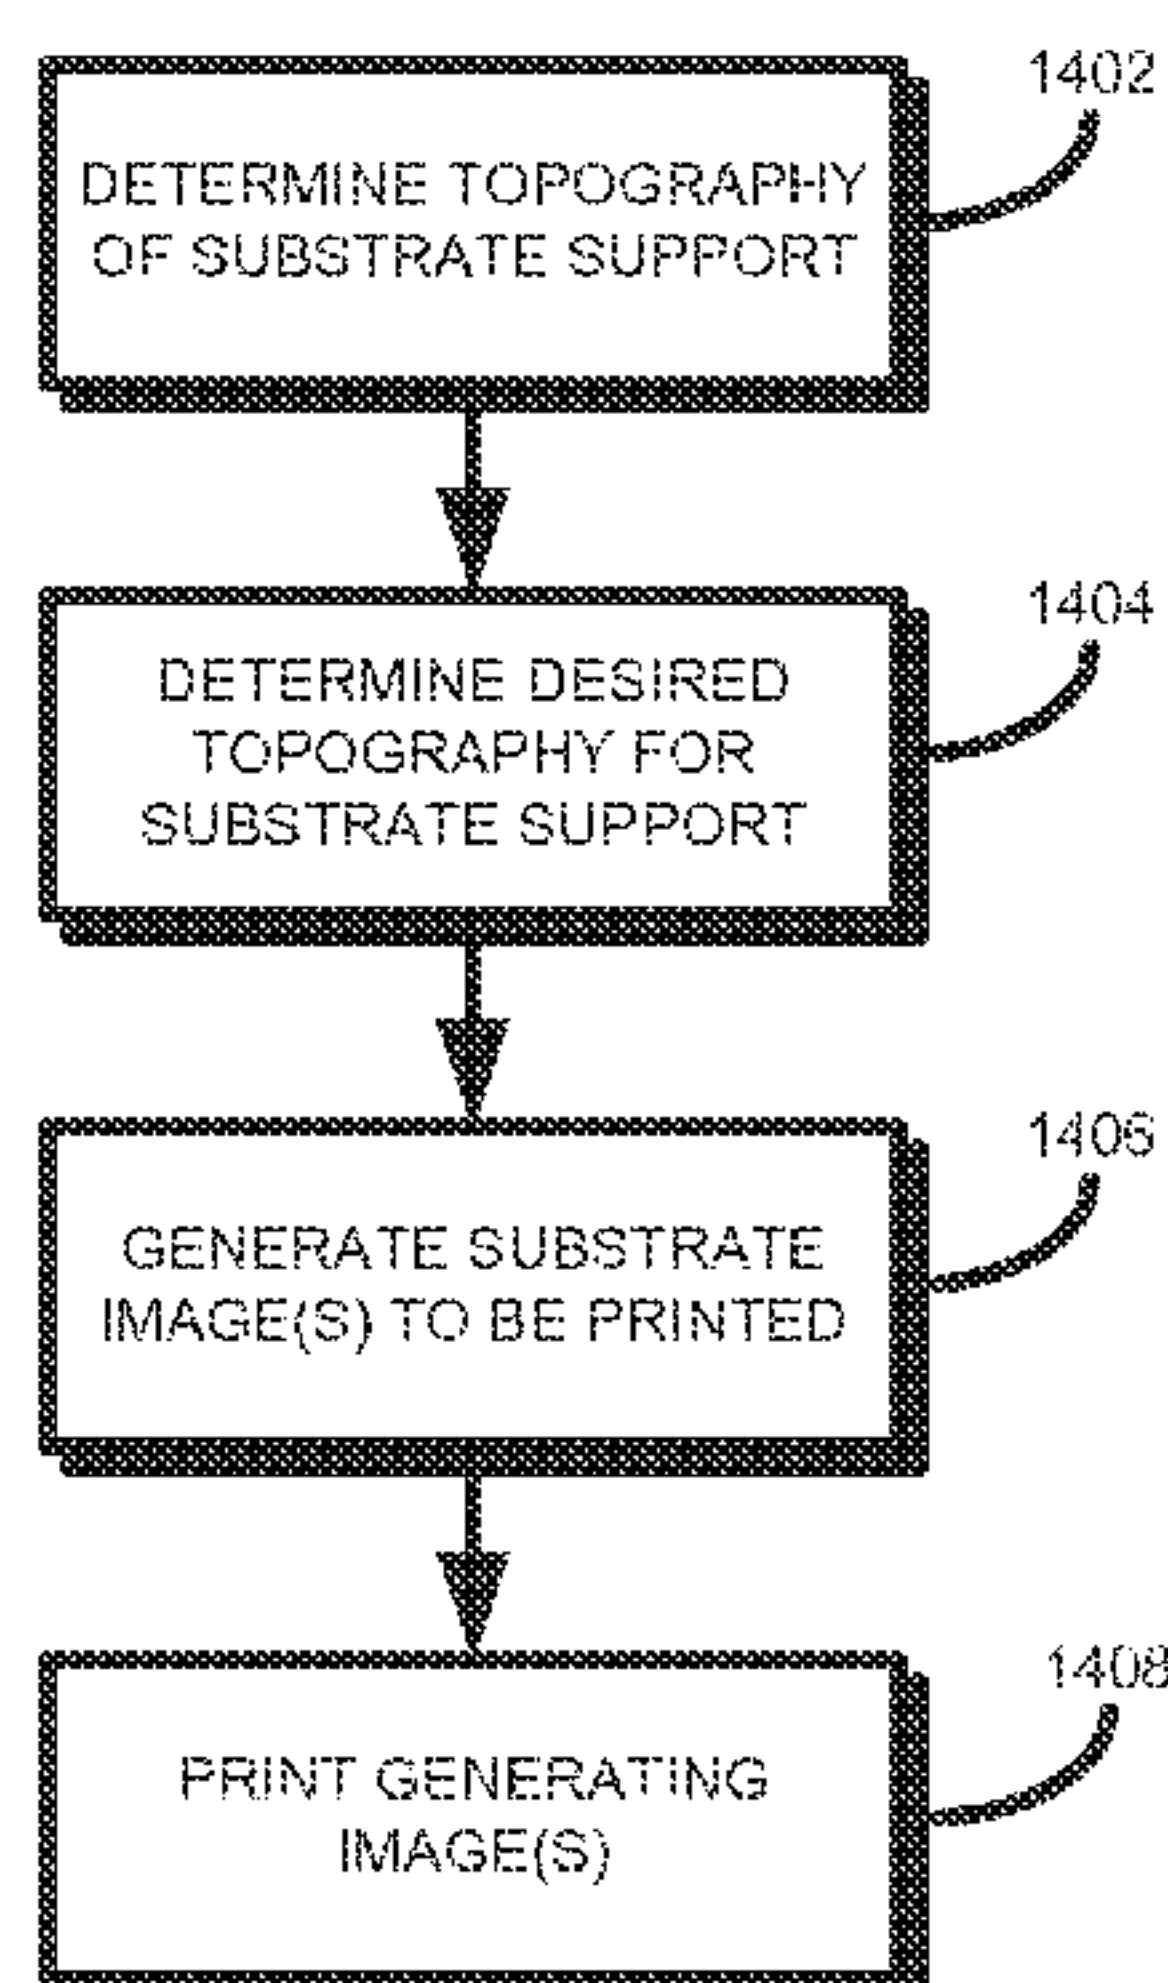 1402
DETERMINE TOPOGRAPHY
OF SUBSTRATE SUPPORT
1404
DETERMINE DESIRED
TOPOGRAPHY FOR
SUBSTRATE SUPPORT
1406
GENERATE SUBSTRATE
IMAGE(S) TO BE PRINTED
1408
PRINT GENERATING
IMAGE(S)